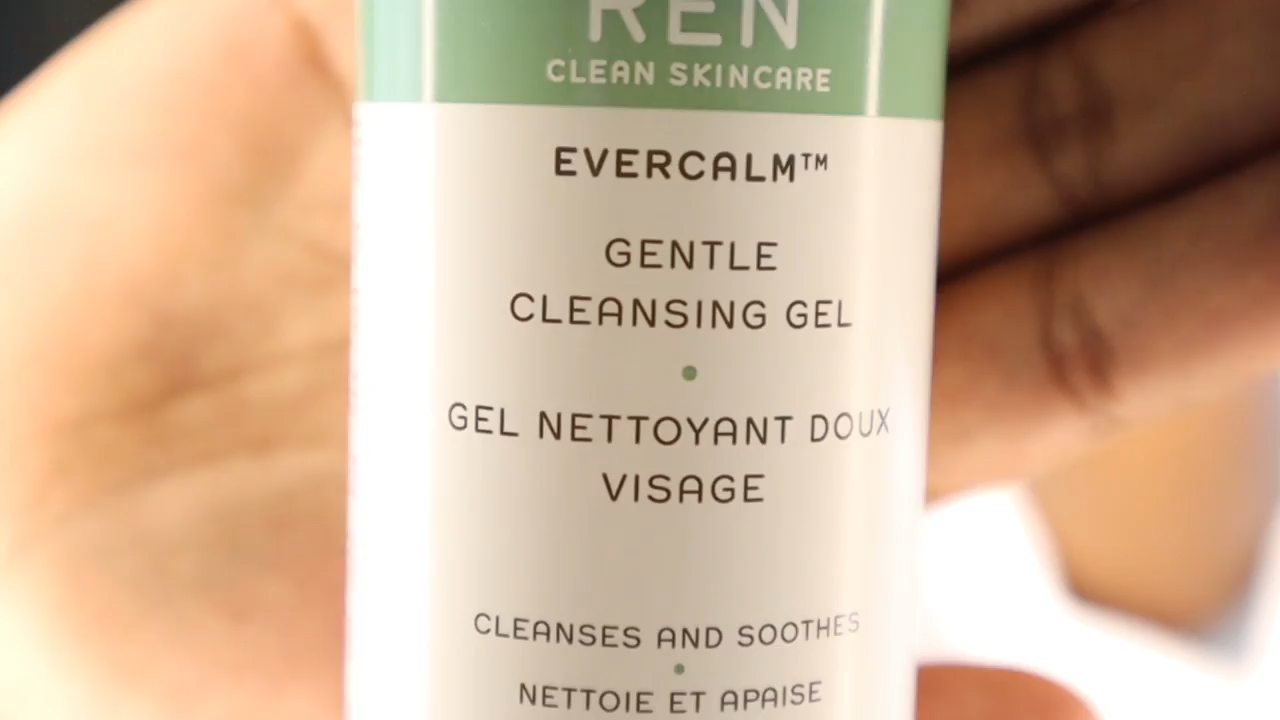 REN
CLEAN SKINCARE
EVERCALM™
GENTLE
CLEANSING GEL
GEL NETTOYANT DOUX
VISAGE
CLEANSES AND SOOTHES
NETTOIE ET APAISE